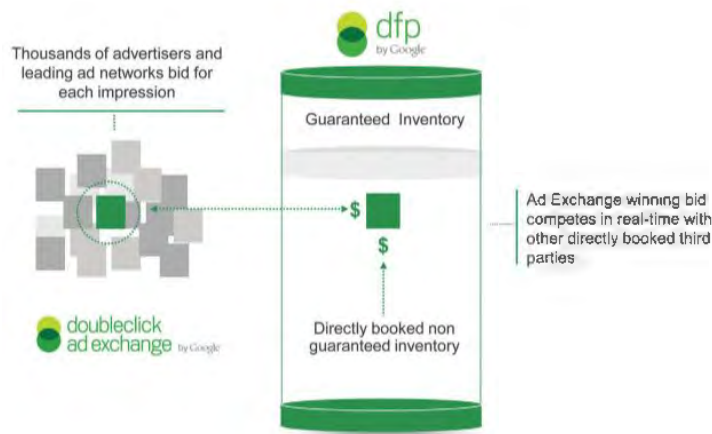 dfp
by Google
Thousands of advertisers and
leading ad networks bid for
each impression
Guaranteed Inventory
$
$
Ad Exchange winning bid
competes in real-time with
other directly booked third
parties
Directly booked non
guaranteed inventory
doubleclick
ad exchange by Google